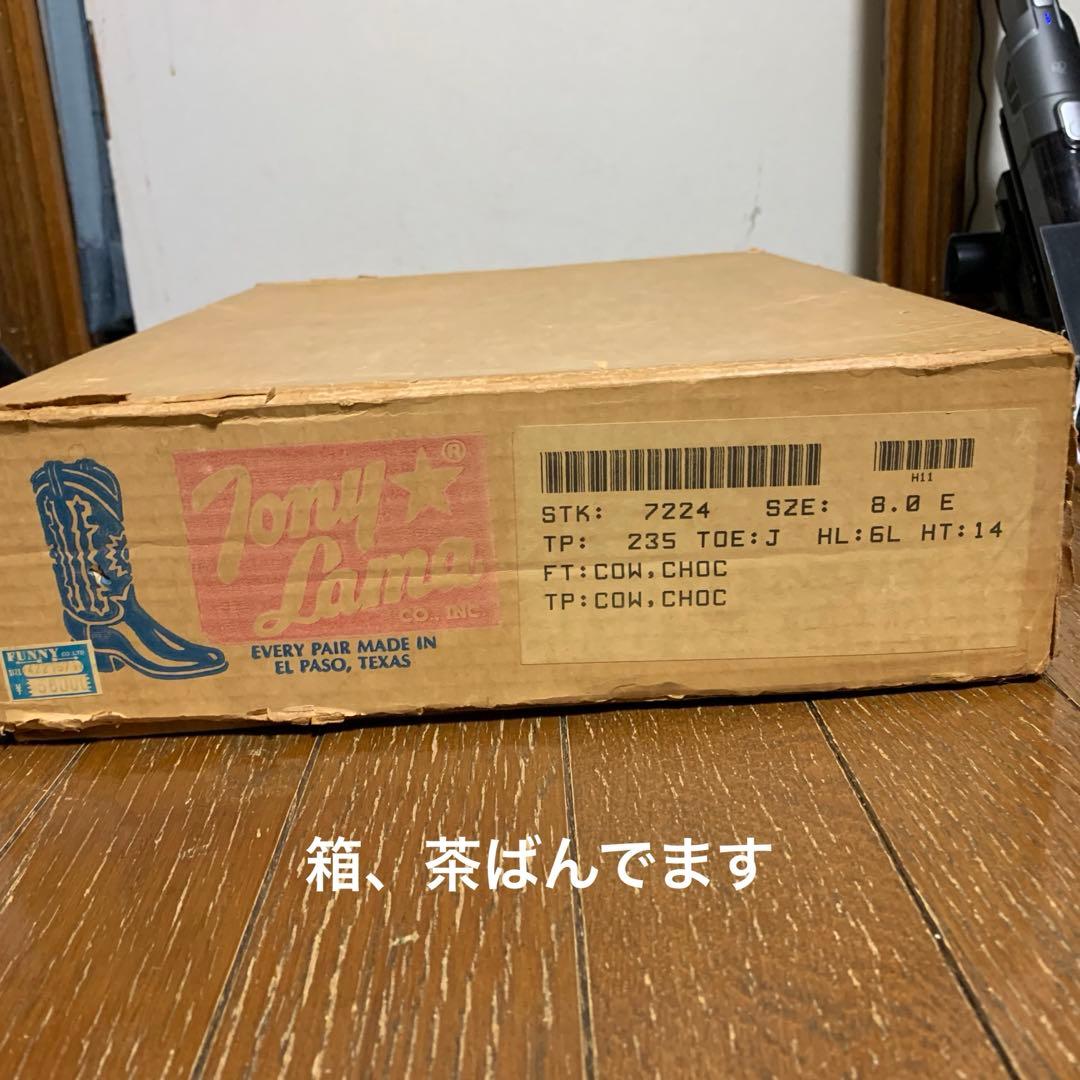 Tony Lama ®
CO., INC
EVERY PAIR MADE IN
EL PASO, TEXAS
H11
STK: 7224 SZE: 8.0 E
TP: 235 TOE:J HL:6L HT:14
FT:COW,CHOC
TP:COW,CHOC
FUNNY CO.LTD
箱、茶ばんでます